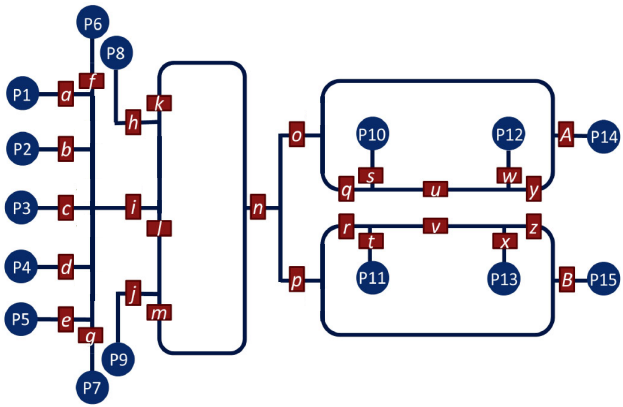 P6
P8
P1 a f
h k
P2 b
o P10 P12 A P14
s w
q u y
P3 c i n
l
r v z
t x
P4 d
p P11 P13 B P15
j
m
P5 e
g
P9
P7